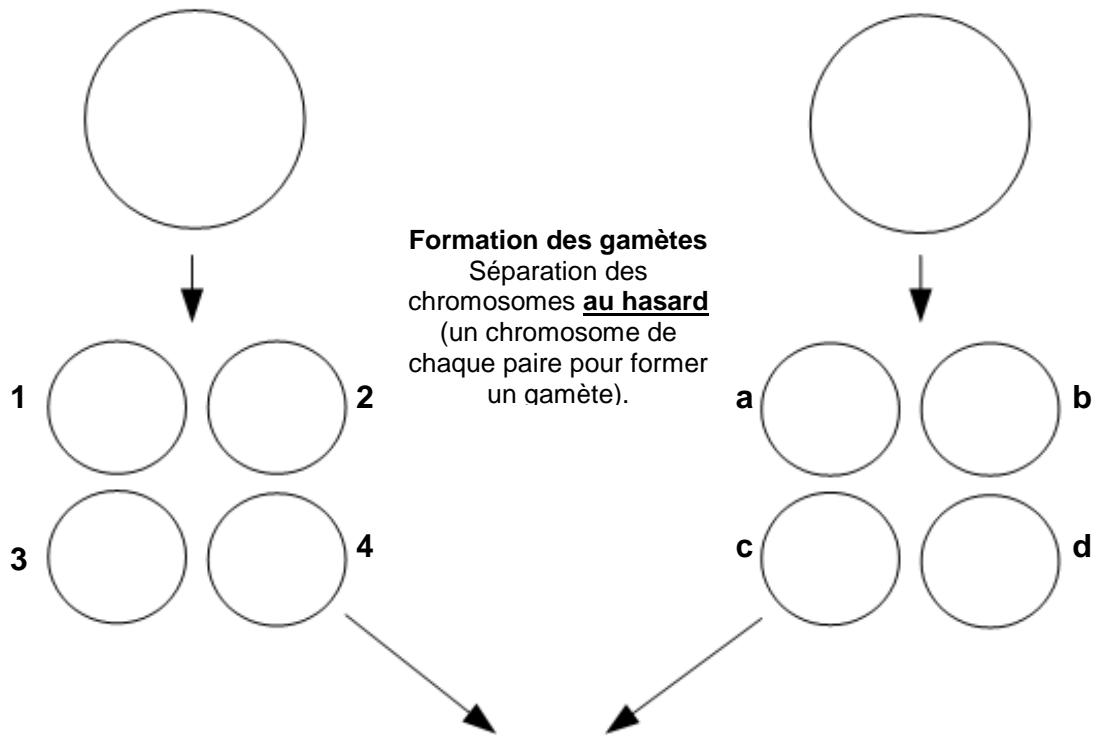 Formation des gamètes
Séparation des
chromosomes au hasard
(un chromosome de
chaque paire pour former
un gamète).
1
2
a
b
3
4
c
d